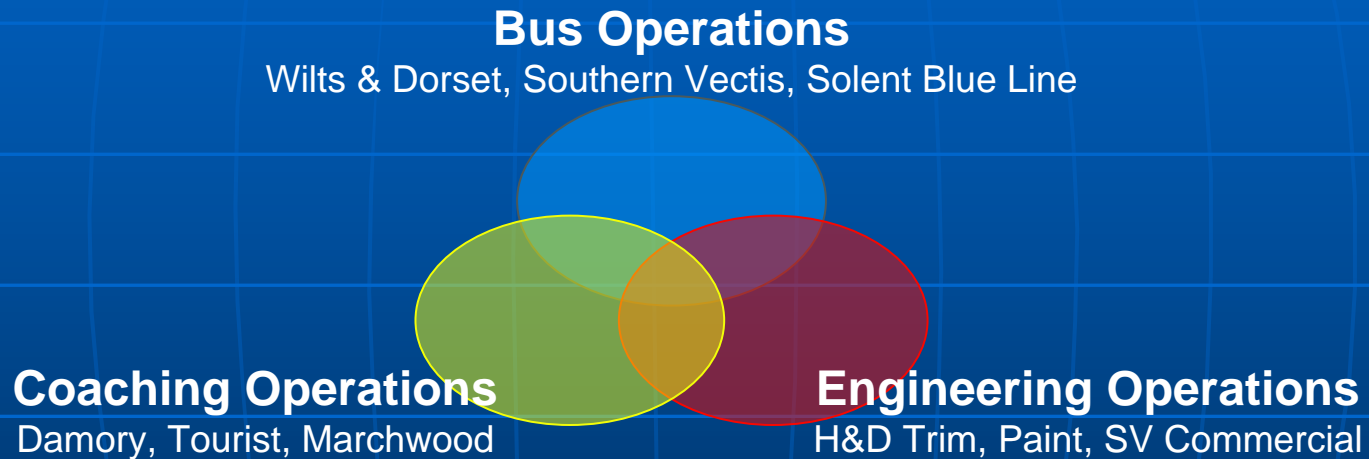 Bus Operations
Wilts & Dorset, Southern Vectis, Solent Blue Line
Coaching Operations
Damory, Tourist, Marchwood
Engineering Operations
H&D Trim, Paint, SV Commercial